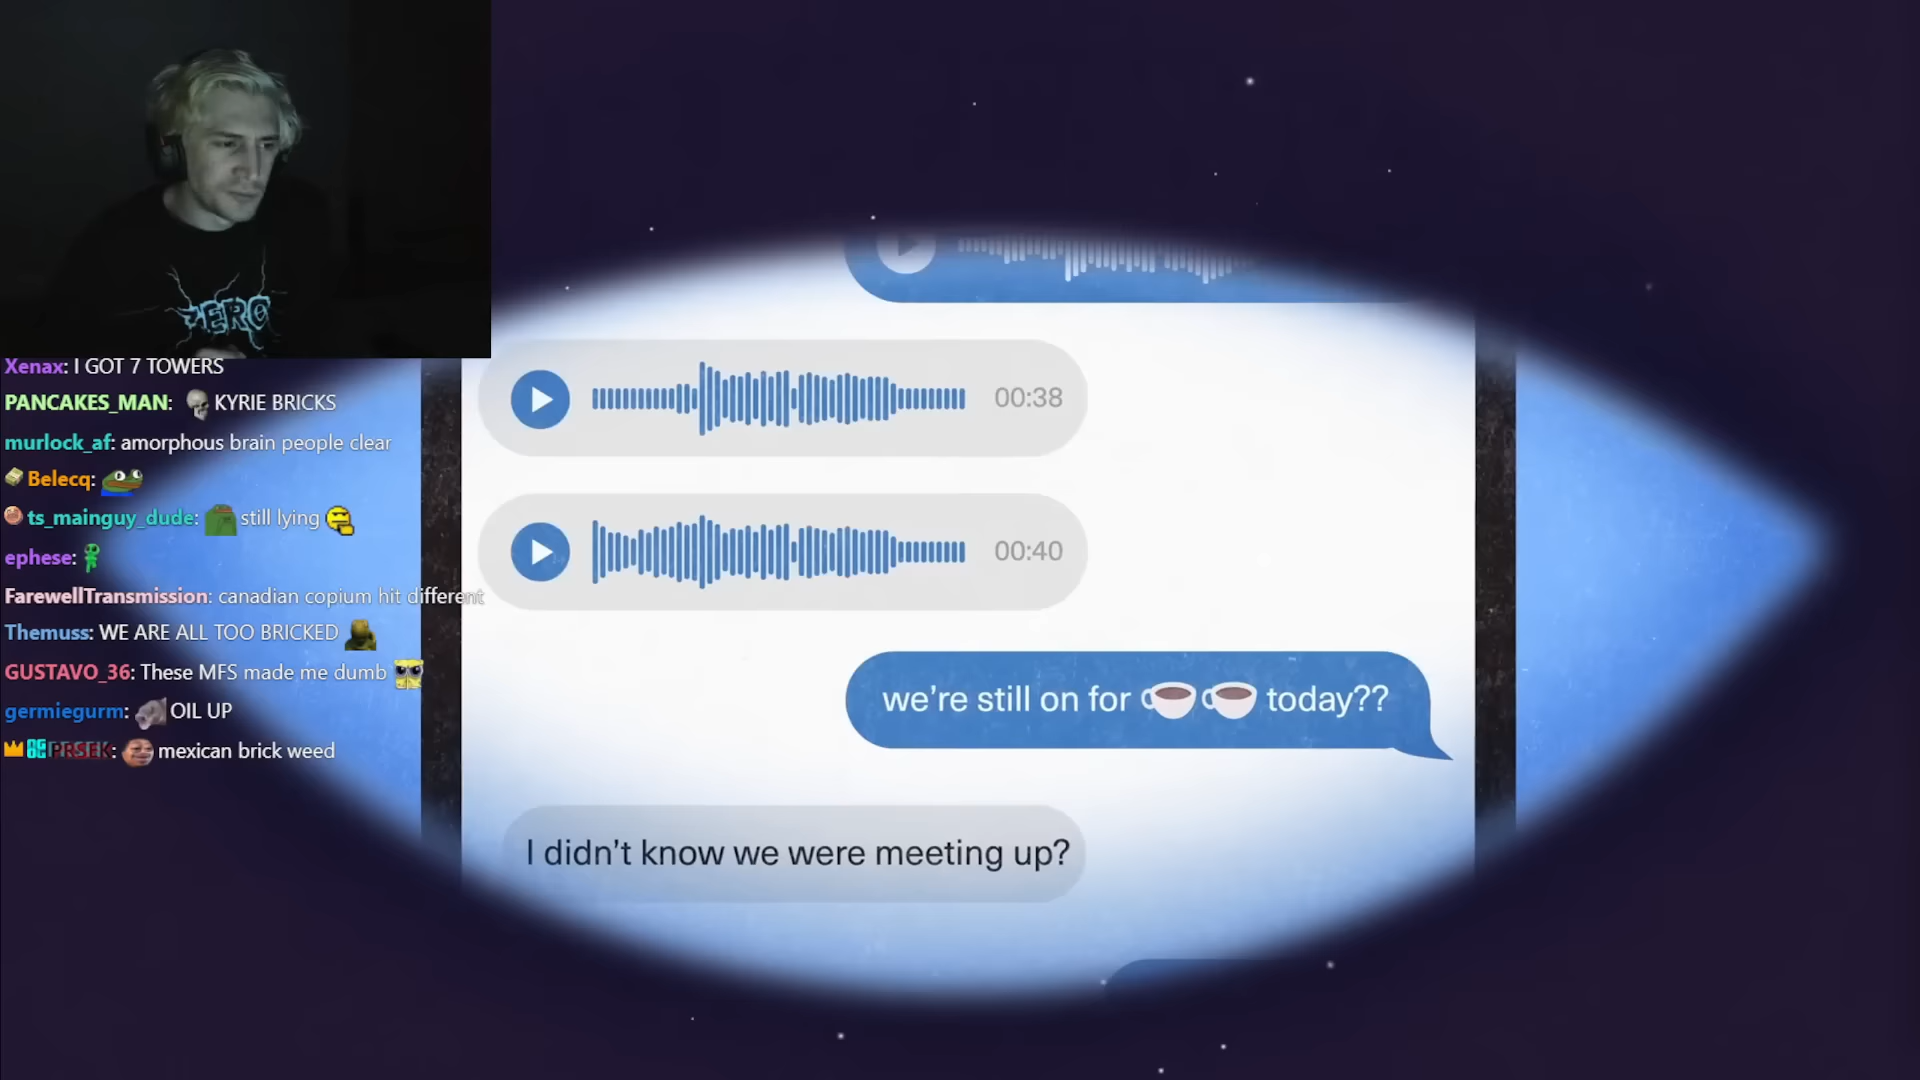 ZERO
Xenax: I GOT 7 TOWERS
PANCAKES_MAN: KYRIE BRICKS
murlock_af: amorphous brain people clear
Belecq:
ts_mainguy_dude: still lying
ephese:
FarewellTransmission: canadian copium hit different
Themuss: WE ARE ALL TOO BRICKED
GUSTAVO_36: These MFS made me dumb
germiegurm: OIL UP
PRSEK: mexican brick weed
00:38
00:40
we’re still on for ☕☕ today??
I didn’t know we were meeting up?